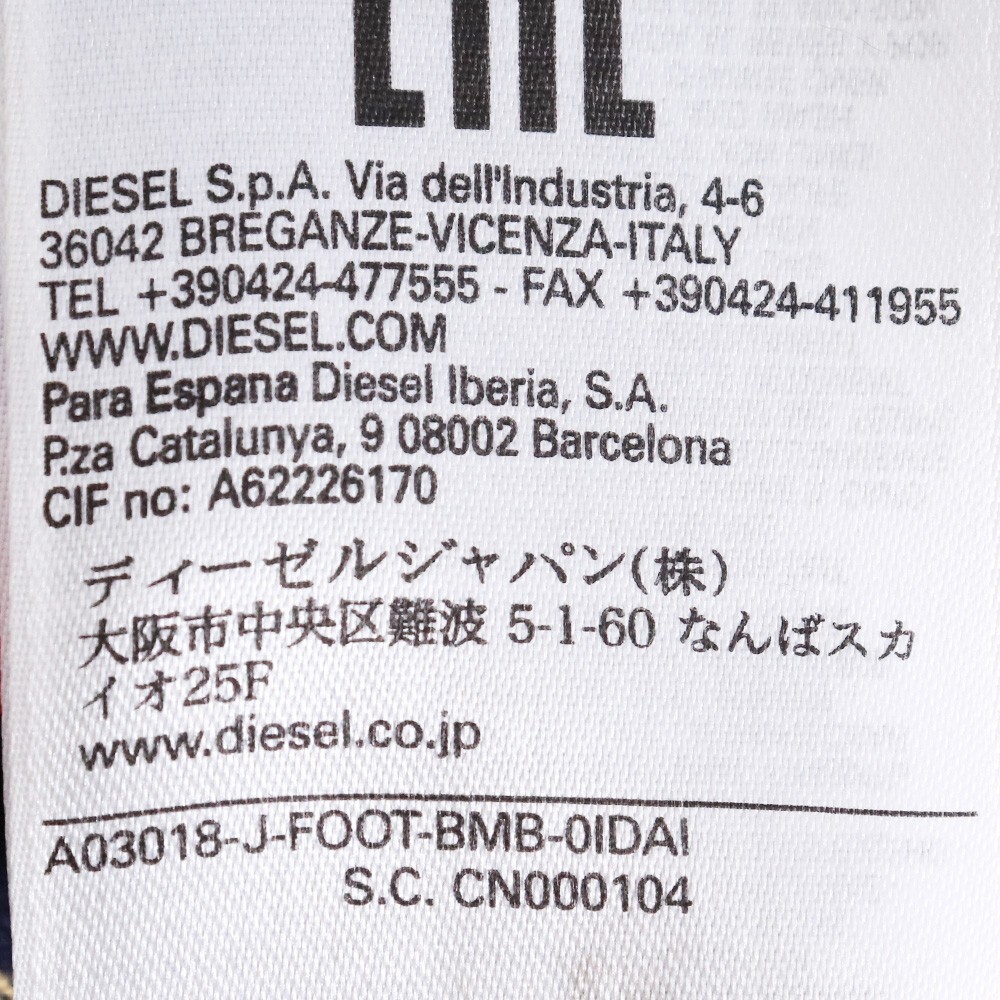 DIESEL S.p.A. Via dell'Industria, 4-6
36042 BREGANZE-VICENZA-ITALY
TEL +390424-477555 - FAX +390424-411955
WWW.DIESEL.COM
Para Espana Diesel Iberia, S.A.
P.za Catalunya, 9 08002 Barcelona
CIF no: A62226170
ディーゼルジャパン(株)
大阪市中央区難波 5-1-60 なんばスカ
イオ25F
www.diesel.co.jp
A03018-J-FOOT-BMB-0IDAI
S.C. CN000104